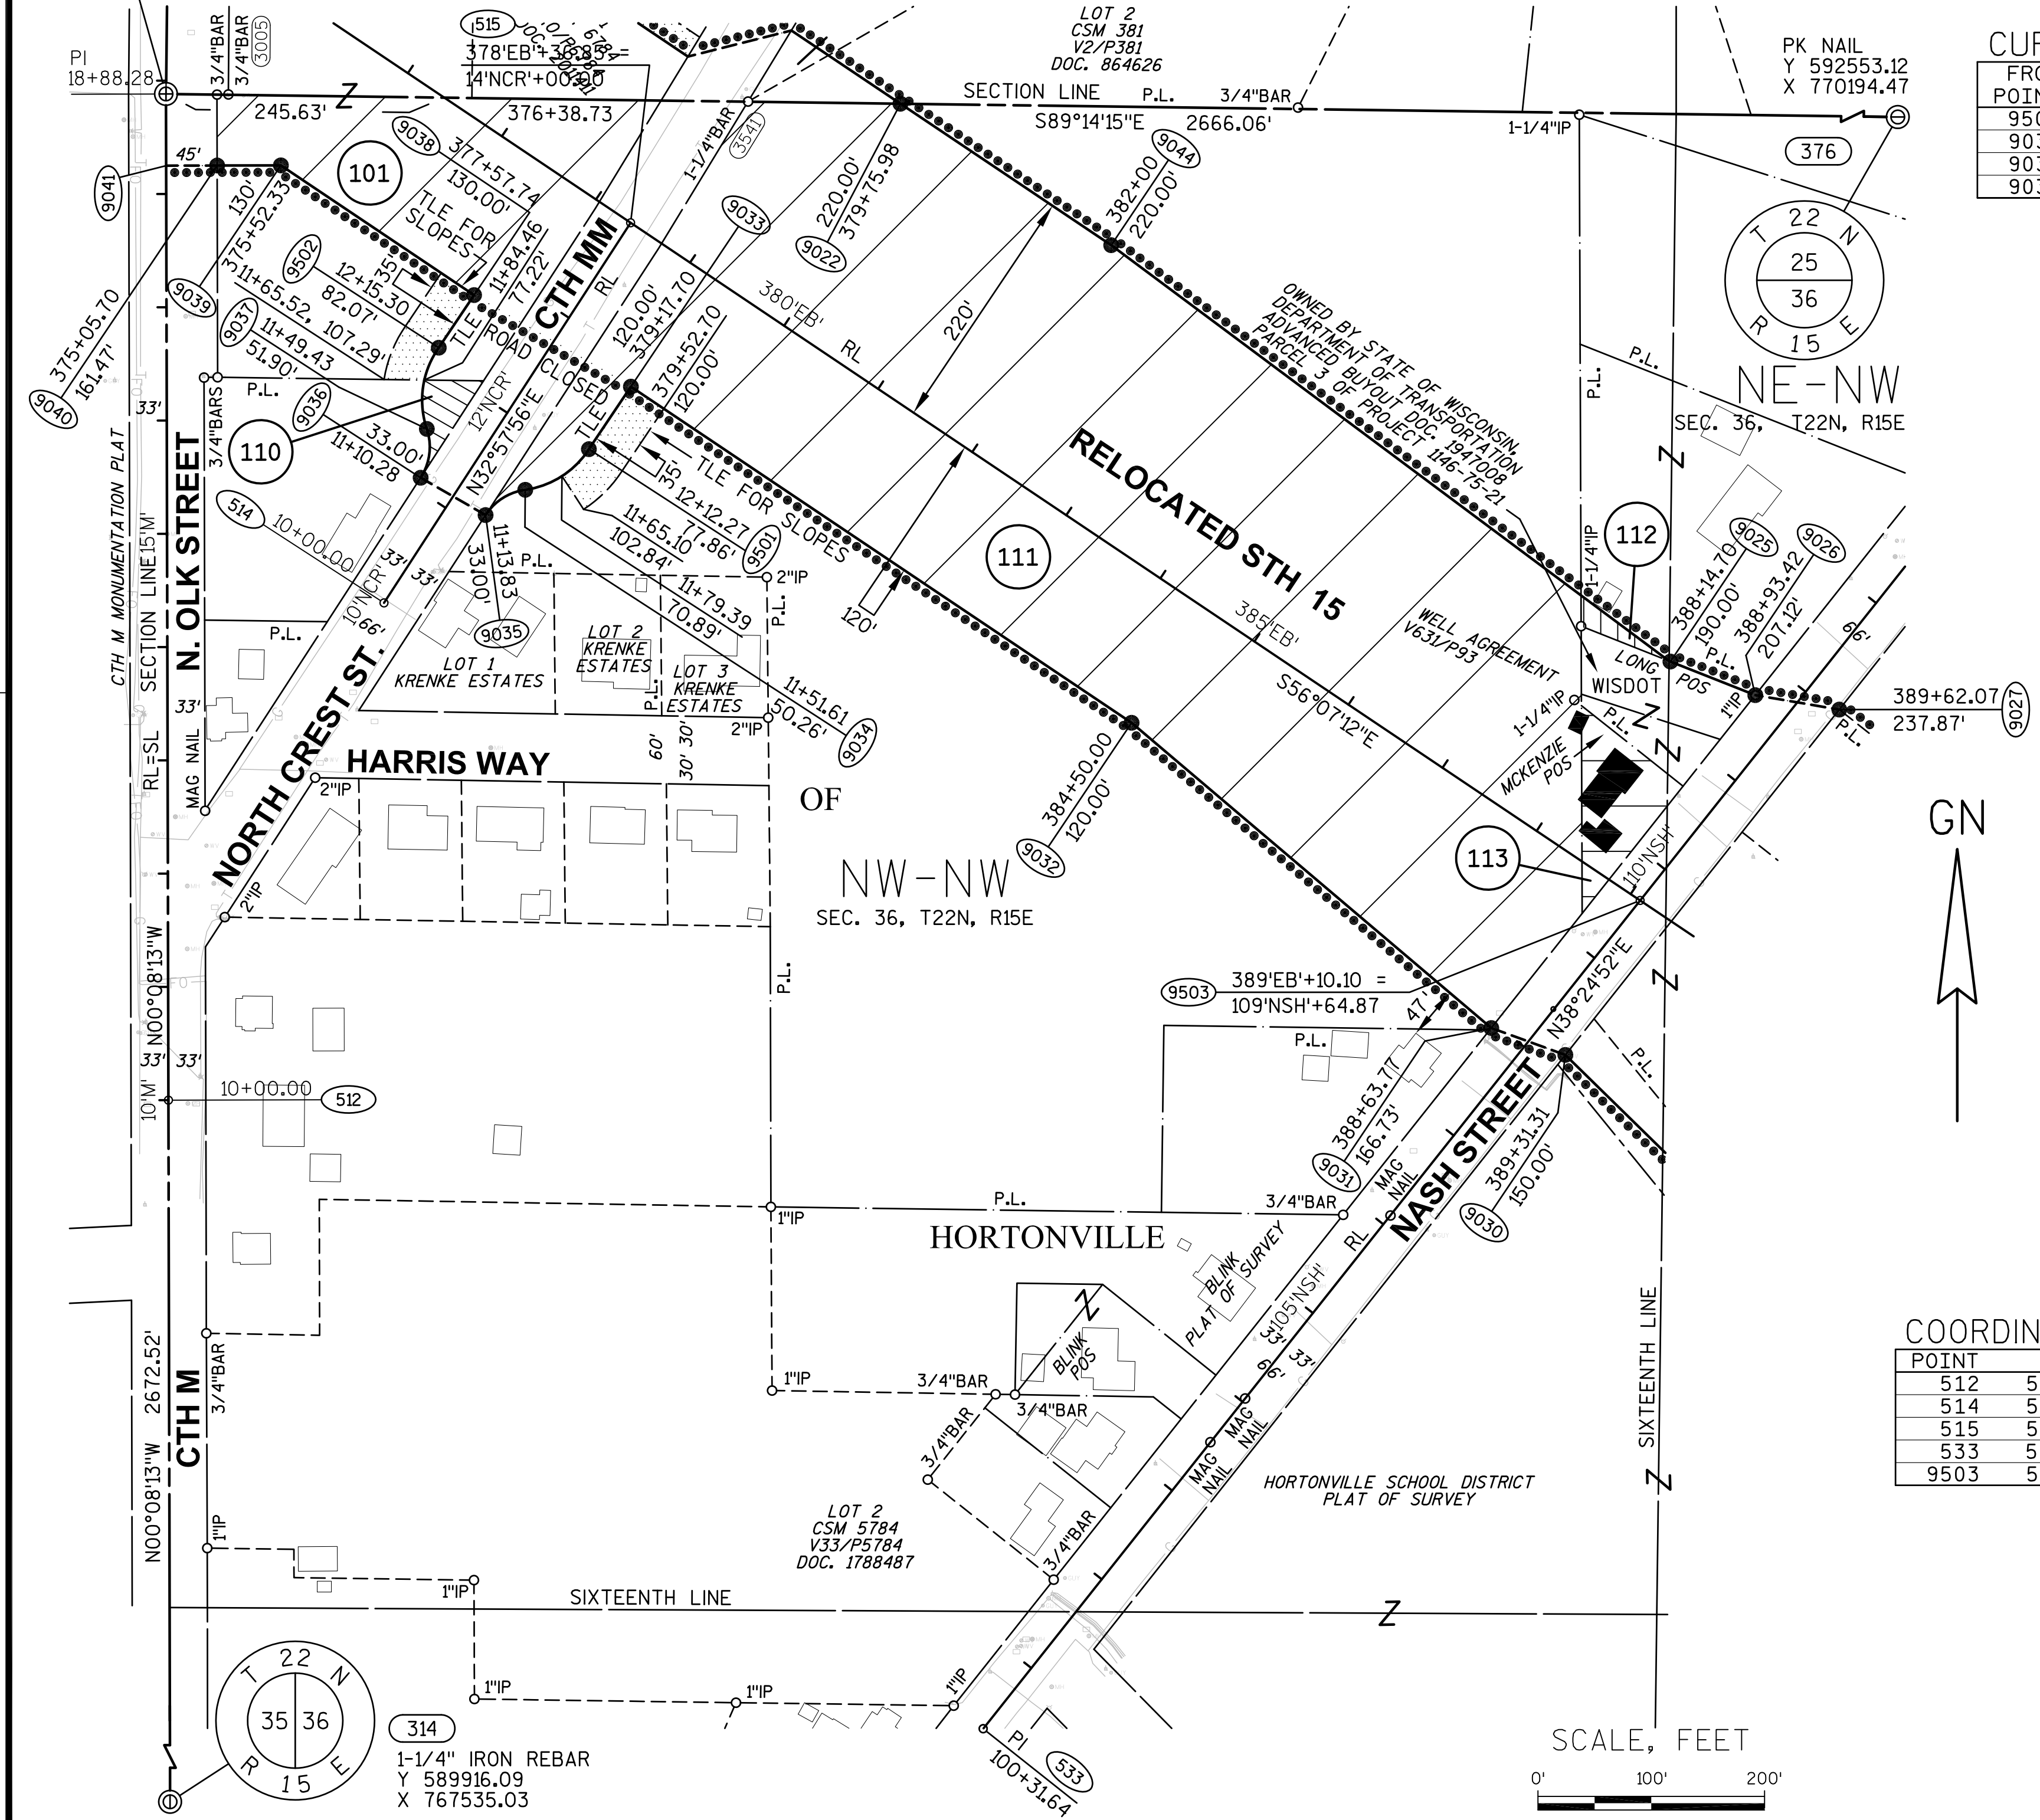 PI
18+88.28
3/4"BAR
3/4"BAR
3005
515
378'EB'+36.85 =
14'NCR'+00.00
LOT 2
CSM 381
V2/P381
DOC. 864626
PK NAIL
Y 592553.12
X 770194.47
SECTION LINE
P.L.
3/4"BAR
S89°14'15"E 2666.06'
1-1/4"IP
376
245.63'
376+38.73
Z
1-1/4"BAR
3541
45'
9041
101
9038
377+57.74
130.00'
TLE FOR
SLOPES
130'
375+52.33
9039
375+05.70
161.47'
9040
9502
12+15.30
82.07'
35'
11+84.46
77.22'
11+65.52, 107.29'
9037
11+49.43
51.90'
9036
33.00'
11+10.28
110
TLE
ROAD CLOSED
TLE
CTH MM
RL
12'NCR'
N32°57'56"E
9033
120.00'
379+17.70
379+52.70
120.00'
220.00'
379+75.98
9022
9044
382+00
220.00'
220'
380'EB'
RL
OWNED BY STATE OF WISCONSIN,
DEPARTMENT OF TRANSPORTATION
ADVANCED BUYOUT DOC. 1947008
PARCEL 3 OF PROJECT 1146-75-21
T 22 N
25
36
R 15 E
NE-NW
SEC. 36, T22N, R15E
P.L.
P.L.
Z
33'
P.L.
3/4"BARS
CTH M MONUMENTATION PLAT
N. OLK STREET
RL=SL SECTION LINE
15'M'
514
10+00.00
33' 33'
10'NCR'
66'
P.L.
35'
TLE FOR SLOPES
12+12.27
77.86'
9501
11+65.10
102.84'
11+13.83
33.00'
9035
11+79.39
70.89'
11+51.61
50.26'
9034
P.L.
2"IP
P.L.
LOT 1
KRENKE ESTATES
LOT 2
KRENKE
ESTATES
LOT 3
KRENKE
ESTATES
P.L.
2"IP
60'
30' 30'
111
120'
RELOCATED STH 15
385'EB'
S56°07'12"E
WELL AGREEMENT
V631/P93
112
1-1/4"IP
9025
388+14.70
190.00'
9026
388+93.42
207.12'
66'
LONG
POS
P.L.
WISDOT
1"IP
389+62.07
237.87'
9027
P.L.
1-1/4"IP
P.L.
Z
Z
MCKENZIE
POS
33'
MAG NAIL
NORTH CREST ST.
HARRIS WAY
2"IP
2"IP
OF
384+50.00
120.00'
9032
NW-NW
SEC. 36, T22N, R15E
113
110'NSH'
GN
P.L.
N00°08'13"W
9503
389'EB'+10.10 =
109'NSH'+64.87
47'
N38°24'52"E
Z
P.L.
P.L.
33' 33'
10'M'
10+00.00
512
388+63.77
166.73'
9031
389+31.31
150.00'
9030
MAG
NAIL
NASH STREET
P.L.
1"IP
3/4"BAR
HORTONVILLE
RL
BLINK
PLAT OF SURVEY
105'NSH'
33' 33'
66'
SIXTEENTH LINE
COORDIN
POINT
512 5
514 5
515 5
533 5
9503 5
CUR
FRO
POIN
950
903
903
903
2672.52'
CTH M
3/4"BAR
N00°08'13"W
1"IP
1"IP
3/4"BAR
3/4"BAR
Z
BLINK
POS
3/4"BAR
MAG
NAIL
MAG
NAIL
HORTONVILLE SCHOOL DISTRICT
PLAT OF SURVEY
Z
LOT 2
CSM 5784
V33/P5784
DOC. 1788487
3/4"BAR
1"IP
SIXTEENTH LINE
Z
T 22 N
35 36
R 15 E
314
1-1/4" IRON REBAR
Y 589916.09
X 767535.03
1"IP
1"IP
1"IP
PI
100+31.64
533
SCALE, FEET
0' 100' 200'